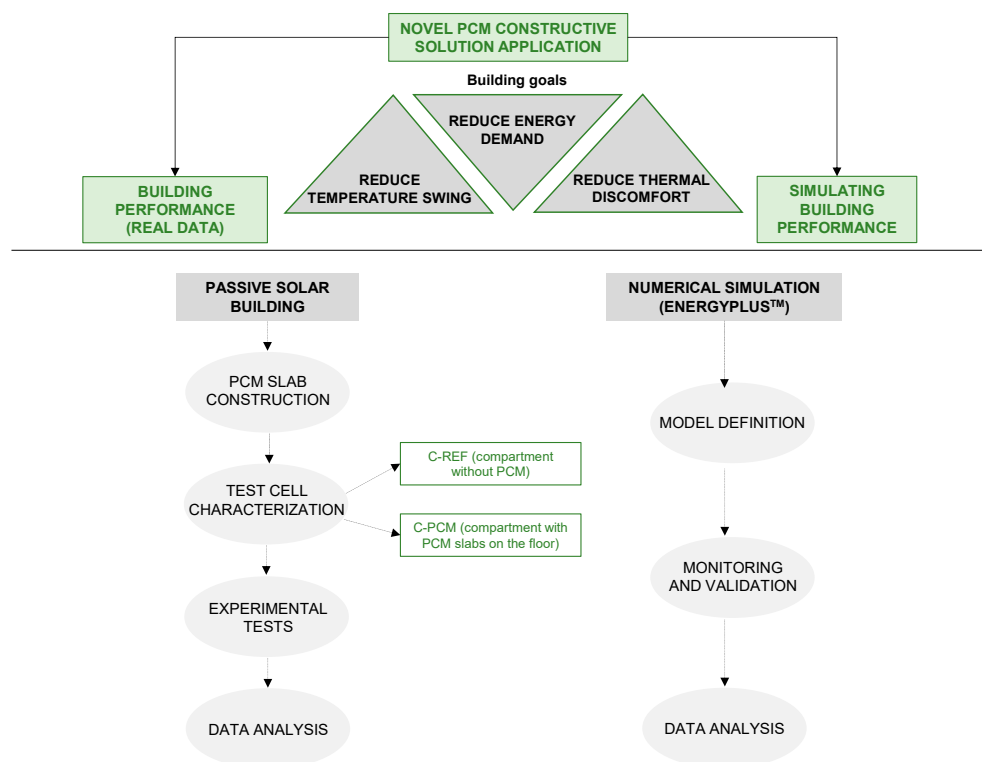 NOVEL PCM CONSTRUCTIVE
SOLUTION APPLICATION
Building goals
REDUCE ENERGY
DEMAND
REDUCE
TEMPERATURE SWING
REDUCE THERMAL
DISCOMFORT
BUILDING
PERFORMANCE
(REAL DATA)
SIMULATING
BUILDING
PERFORMANCE
PASSIVE SOLAR
BUILDING
PCM SLAB
CONSTRUCTION
TEST CELL
CHARACTERIZATION
C-REF (compartment
without PCM)
C-PCM (compartment with
PCM slabs on the floor)
EXPERIMENTAL
TESTS
DATA ANALYSIS
NUMERICAL SIMULATION
(ENERGYPLUS™)
MODEL DEFINITION
MONITORING
AND VALIDATION
DATA ANALYSIS